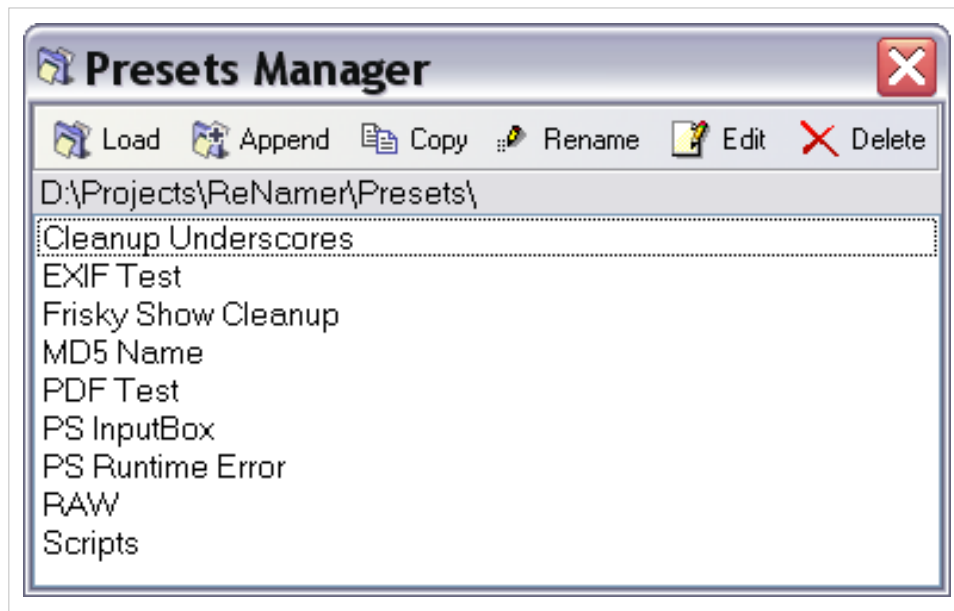 Presets Manager
Load Append Copy Rename Edit Delete
D:\Projects\ReNamer\Presets\
Cleanup Underscores
EXIF Test
Frisky Show Cleanup
MD5 Name
PDF Test
PS InputBox
PS Runtime Error
RAW
Scripts